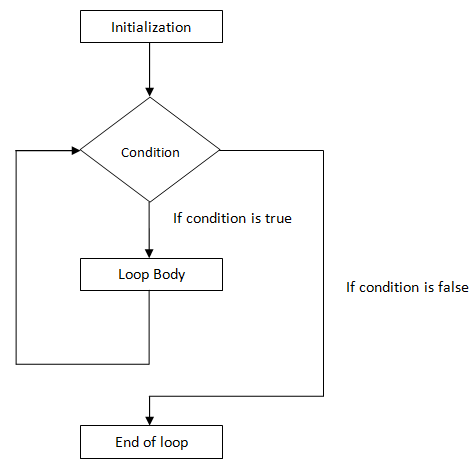 Initialization
Condition
If condition is true
Loop Body
If condition is false
End of loop